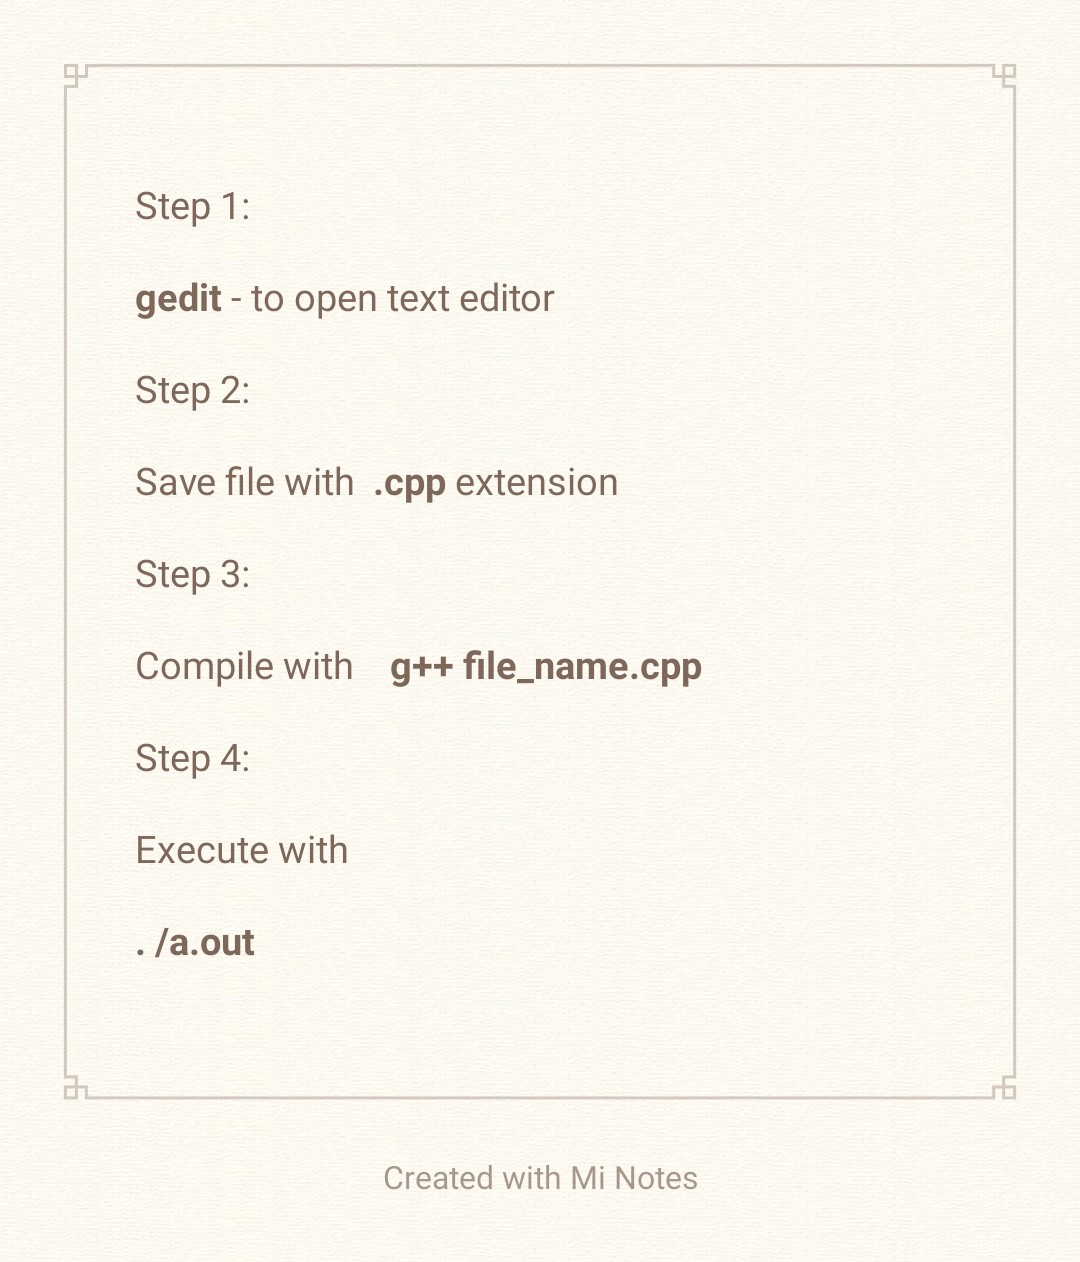 Step 1:
gedit - to open text editor
Step 2:
Save file with  .cpp extension
Step 3:
Compile with    g++ file_name.cpp
Step 4:
Execute with
. /a.out
Created with Mi Notes